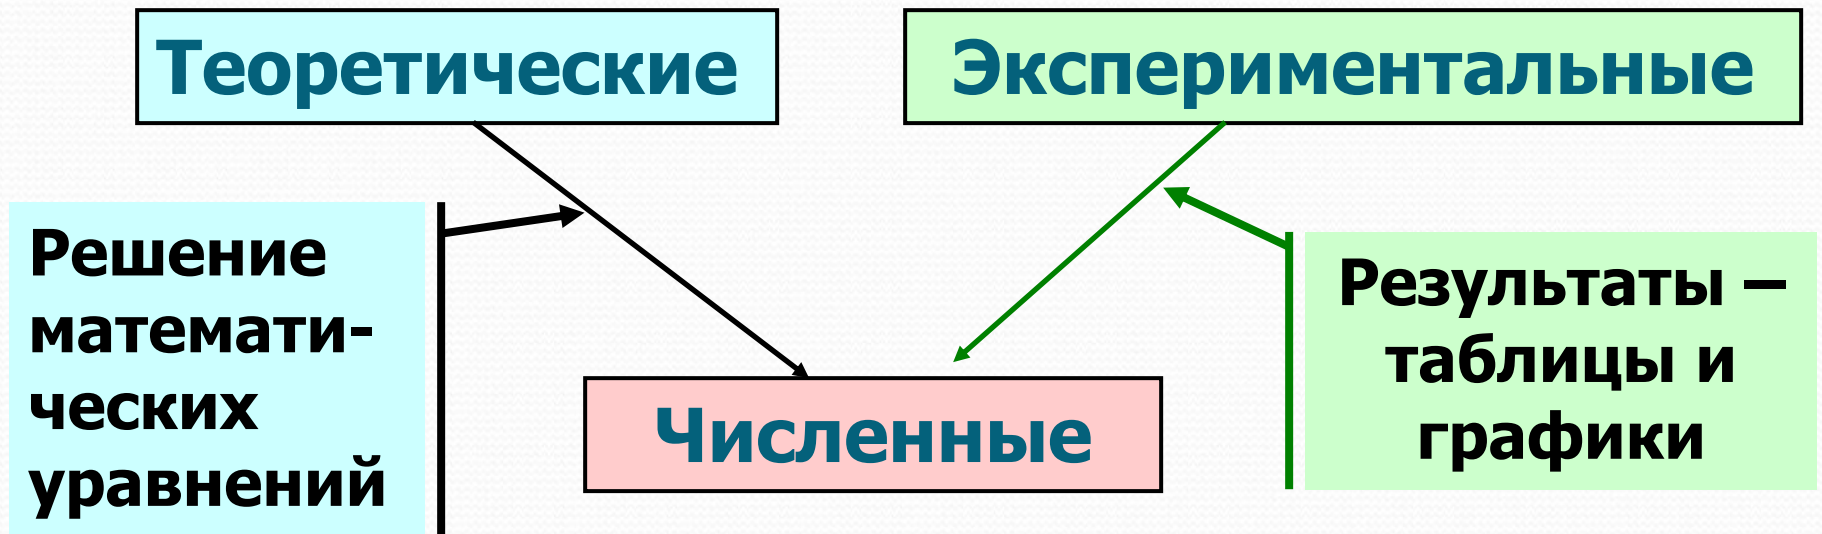 Теоретические
Экспериментальные
Решение
математи-
ческих
уравнений
Результаты –
таблицы и
графики
Численные